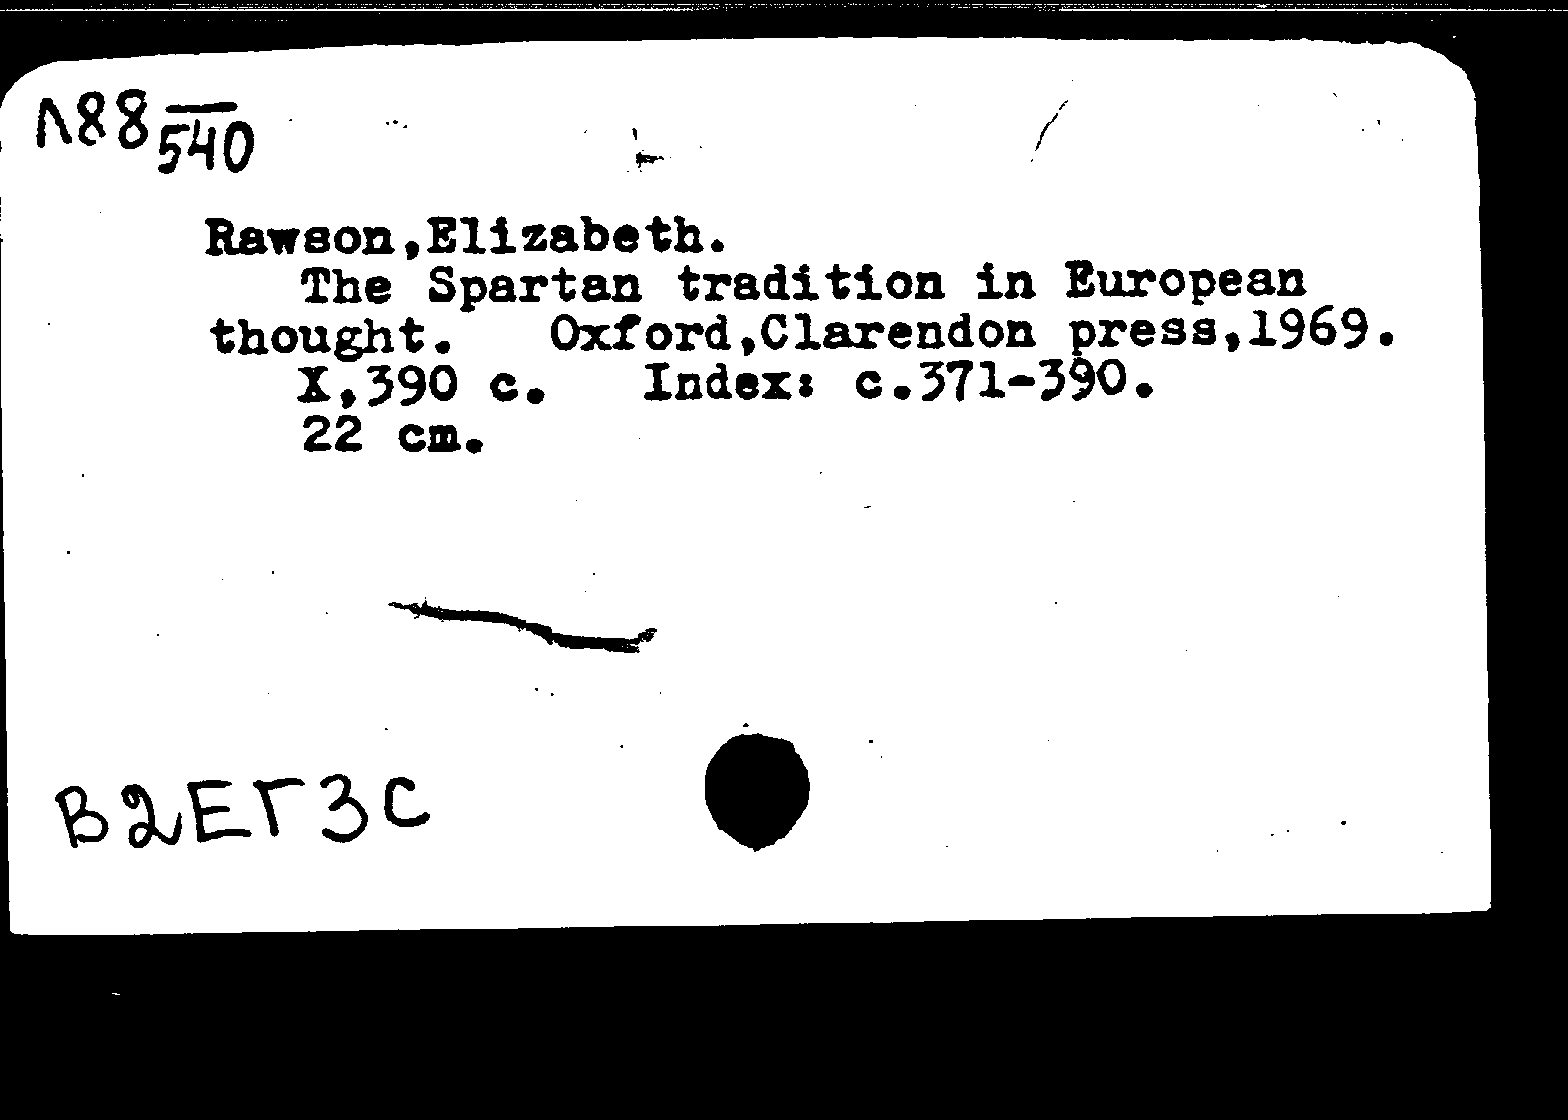 Л88 540
Rawson,Elizabeth.
The Spartan tradition in European
thought. Oxford,Clarendon press,1969.
X,390 c. Index: c.371-390.
22 cm.
В2ЕГ3С